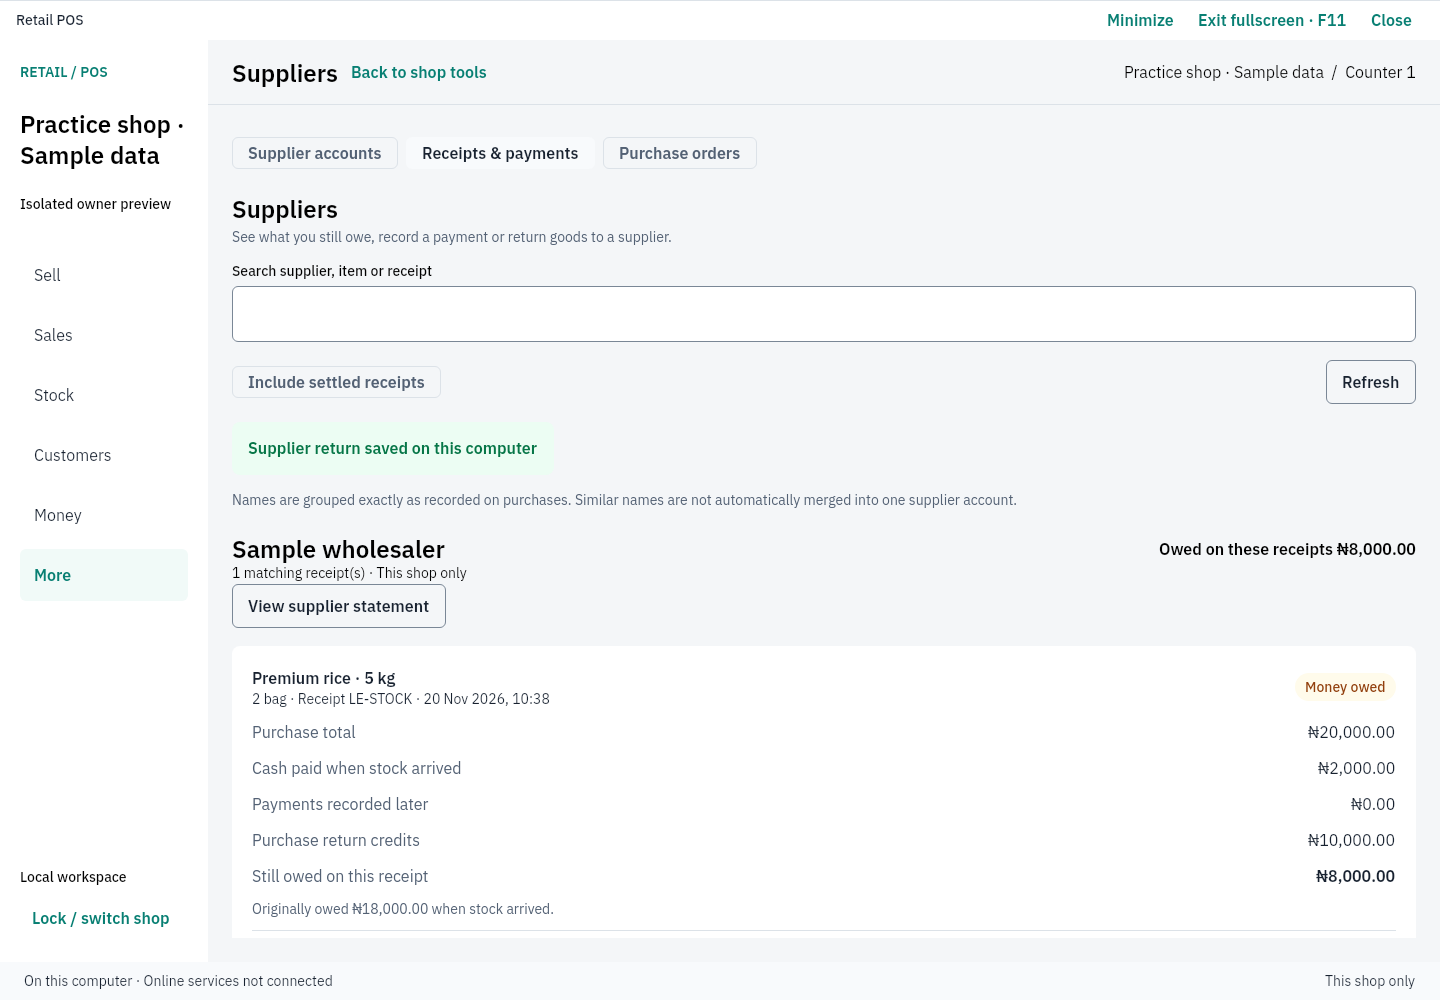 Retail POS
Minimize
Exit fullscreen · F11
Close
RETAIL / POS
Practice shop ·
Sample data
Isolated owner preview
Sell
Sales
Stock
Customers
Money
More
Local workspace
Lock / switch shop
Suppliers
Back to shop tools
Practice shop · Sample data / Counter 1
Supplier accounts
Receipts & payments
Purchase orders
Suppliers
See what you still owe, record a payment or return goods to a supplier.
Search supplier, item or receipt
Include settled receipts
Refresh
Supplier return saved on this computer
Names are grouped exactly as recorded on purchases. Similar names are not automatically merged into one supplier account.
Sample wholesaler
Owed on these receipts ₦8,000.00
1 matching receipt(s) · This shop only
View supplier statement
Premium rice · 5 kg
2 bag · Receipt LE-STOCK · 20 Nov 2026, 10:38
Money owed
Purchase total ₦20,000.00
Cash paid when stock arrived ₦2,000.00
Payments recorded later ₦0.00
Purchase return credits ₦10,000.00
Still owed on this receipt ₦8,000.00
Originally owed ₦18,000.00 when stock arrived.
On this computer · Online services not connected
This shop only